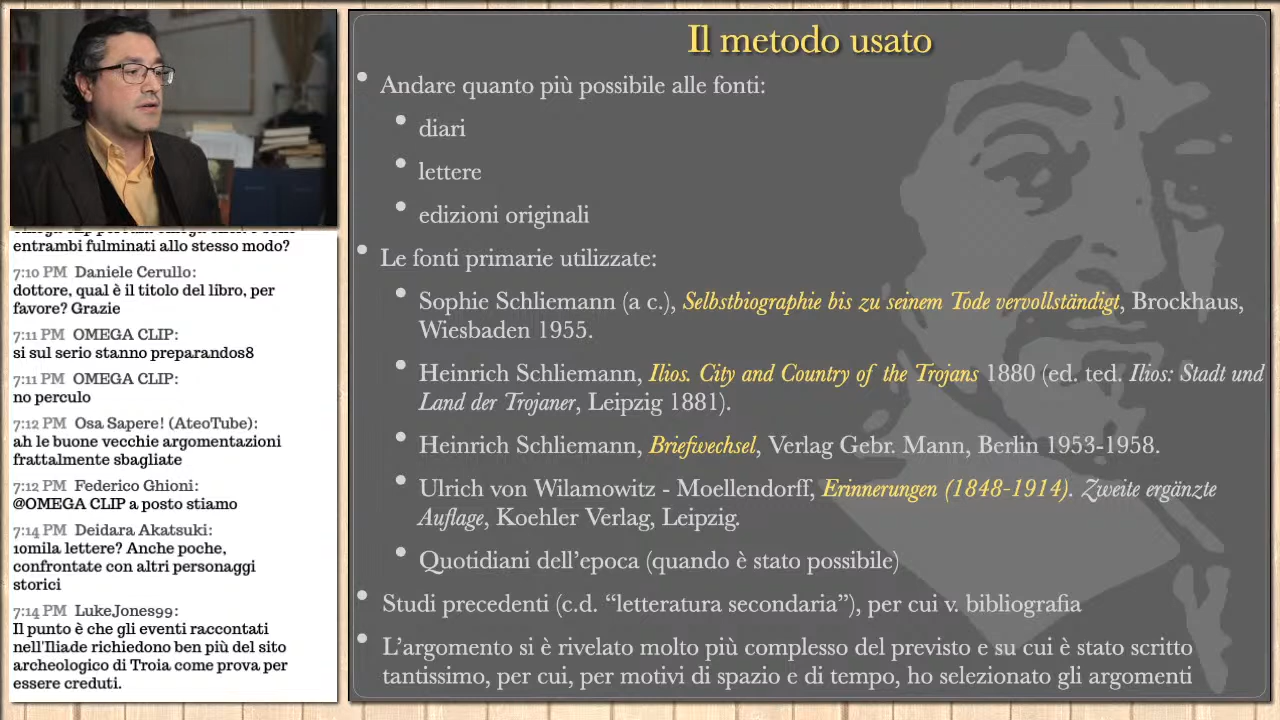 Il metodo usato
Andare quanto più possibile alle fonti:
diari
lettere
edizioni originali
Le fonti primarie utilizzate:
Sophie Schliemann (a c.), Selbstbiographie bis zu seinem Tode vervollständigt, Brockhaus,
Wiesbaden 1955.
Heinrich Schliemann, Ilios. City and Country of the Trojans 1880 (ed. ted. Ilios: Stadt und
Land der Trojaner, Leipzig 1881).
Heinrich Schliemann, Briefwechsel, Verlag Gebr. Mann, Berlin 1953-1958.
Ulrich von Wilamowitz - Moellendorff, Erinnerungen (1848-1914). Zweite ergänzte
Auflage, Koehler Verlag, Leipzig.
Quotidiani dell’epoca (quando è stato possibile)
Studi precedenti (c.d. “letteratura secondaria”), per cui v. bibliografia
L’argomento si è rivelato molto più complesso del previsto e su cui è stato scritto
tantissimo, per cui, per motivi di spazio e di tempo, ho selezionato gli argomenti
entrambi fulminati allo stesso modo?
7:10 PM Daniele Cerullo:
dottore, qual è il titolo del libro, per
favore? Grazie
7:11 PM OMEGA CLIP:
si sul serio stanno preparandos8
7:11 PM OMEGA CLIP:
no perculo
7:12 PM Osa Sapere! (AteoTube):
ah le buone vecchie argomentazioni
frattalmente sbagliate
7:12 PM Federico Ghioni:
@OMEGA CLIP a posto stiamo
7:14 PM Deidara Akatsuki:
10mila lettere? Anche poche,
confrontate con altri personaggi
storici
7:14 PM LukeJones99:
Il punto è che gli eventi raccontati
nell'Iliade richiedono ben più del sito
archeologico di Troia come prova per
essere creduti.